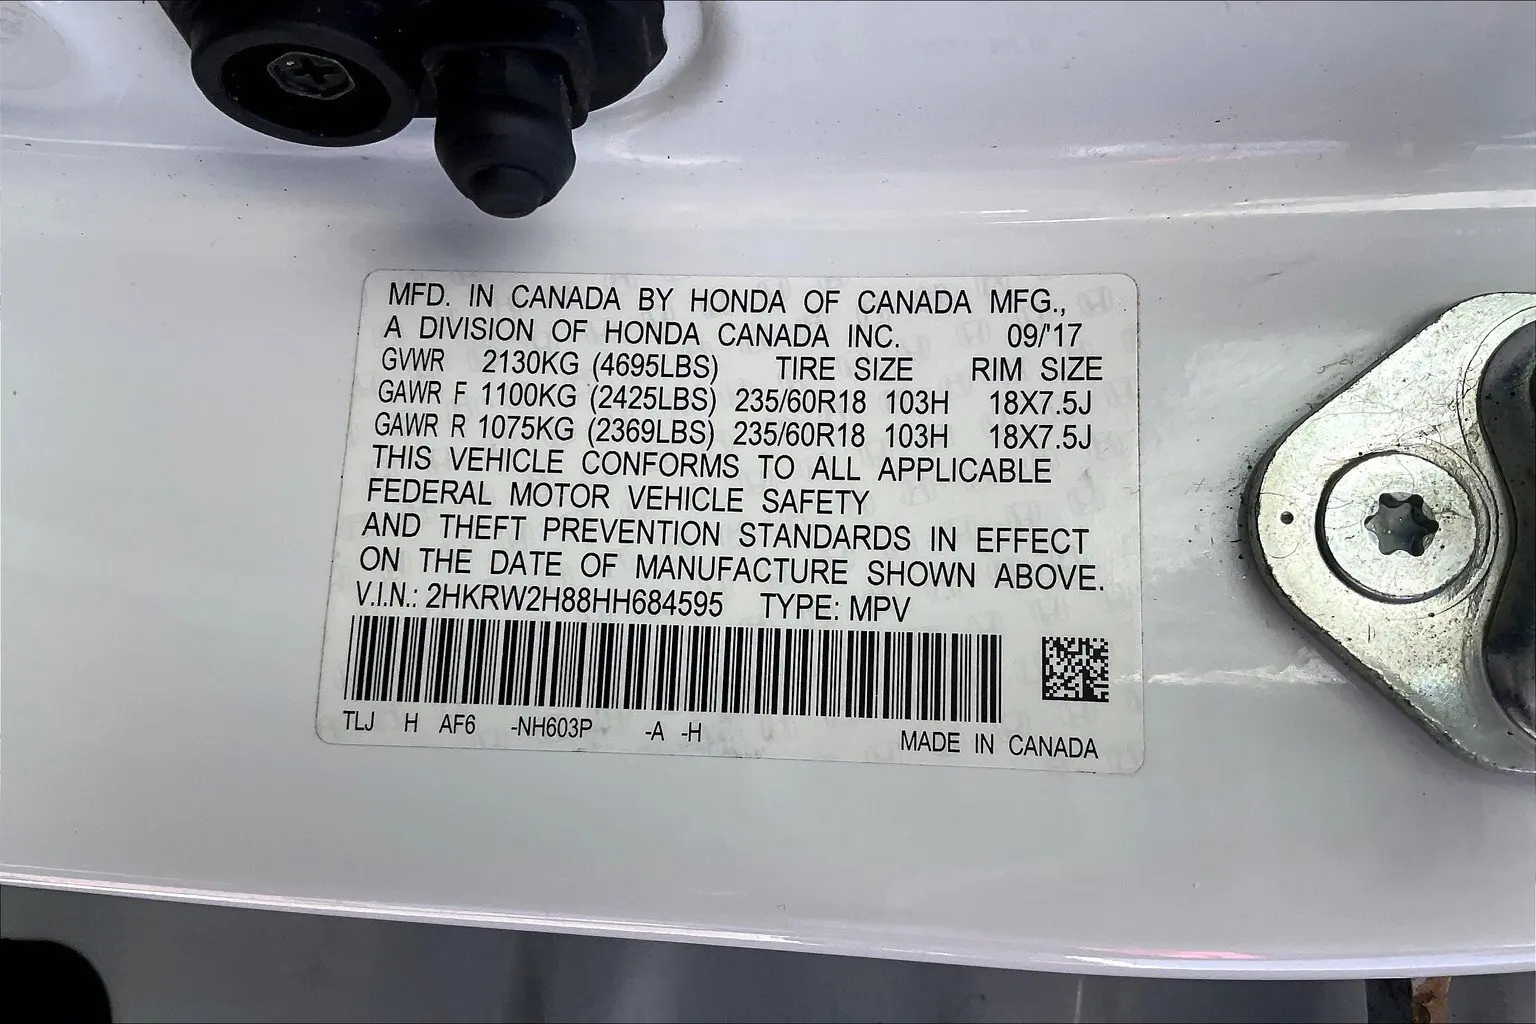 MFD. IN CANADA BY HONDA OF CANADA MFG.,
A DIVISION OF HONDA CANADA INC. 09/'17
GVWR 2130KG (4695LBS) TIRE SIZE RIM SIZE
GAWR F 1100KG (2425LBS) 235/60R18 103H 18X7.5J
GAWR R 1075KG (2369LBS) 235/60R18 103H 18X7.5J
THIS VEHICLE CONFORMS TO ALL APPLICABLE
FEDERAL MOTOR VEHICLE SAFETY
AND THEFT PREVENTION STANDARDS IN EFFECT
ON THE DATE OF MANUFACTURE SHOWN ABOVE.
V.I.N.: 2HKRW2H88HH684595 TYPE: MPV
TLJ H AF6 -NH603P -A -H
MADE IN CANADA